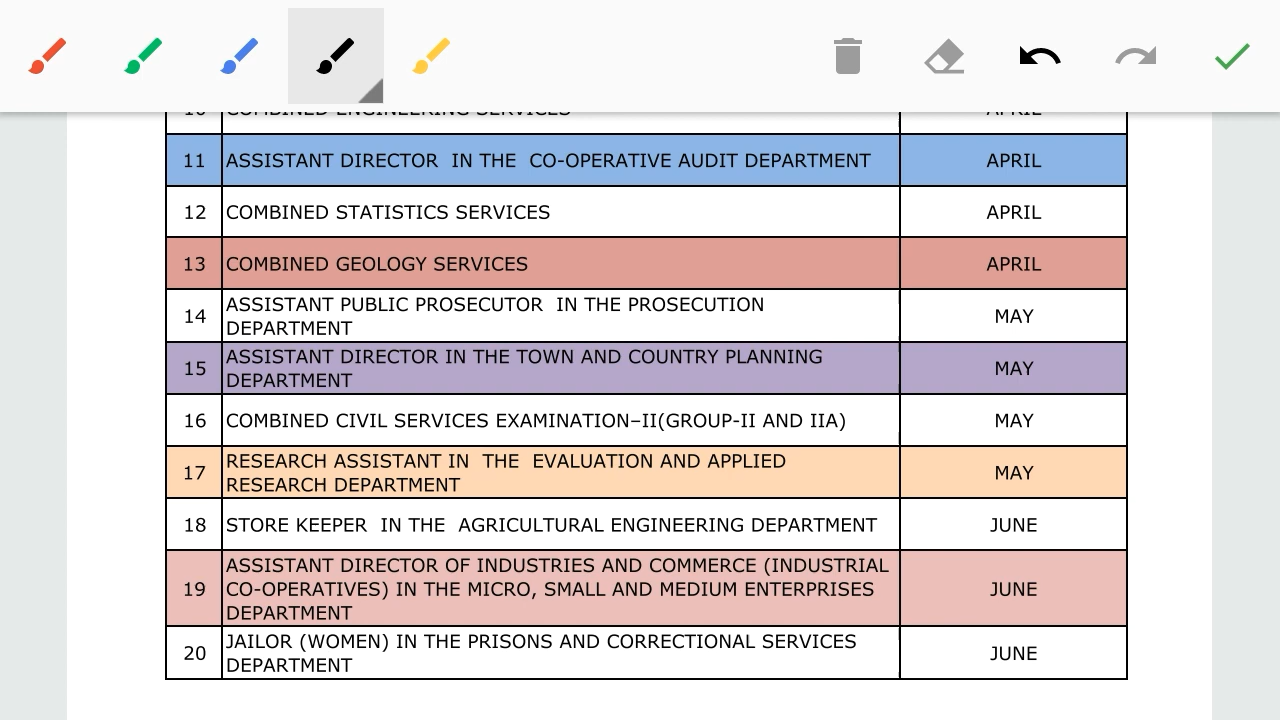 10 COMBINED ENGINEERING SERVICES APRIL
11 ASSISTANT DIRECTOR IN THE CO-OPERATIVE AUDIT DEPARTMENT APRIL
12 COMBINED STATISTICS SERVICES APRIL
13 COMBINED GEOLOGY SERVICES APRIL
14 ASSISTANT PUBLIC PROSECUTOR IN THE PROSECUTION
DEPARTMENT MAY
15 ASSISTANT DIRECTOR IN THE TOWN AND COUNTRY PLANNING
DEPARTMENT MAY
16 COMBINED CIVIL SERVICES EXAMINATION–II(GROUP-II AND IIA) MAY
17 RESEARCH ASSISTANT IN THE EVALUATION AND APPLIED
RESEARCH DEPARTMENT MAY
18 STORE KEEPER IN THE AGRICULTURAL ENGINEERING DEPARTMENT JUNE
ASSISTANT DIRECTOR OF INDUSTRIES AND COMMERCE (INDUSTRIAL
19 CO-OPERATIVES) IN THE MICRO, SMALL AND MEDIUM ENTERPRISES JUNE
DEPARTMENT
20 JAILOR (WOMEN) IN THE PRISONS AND CORRECTIONAL SERVICES
DEPARTMENT JUNE